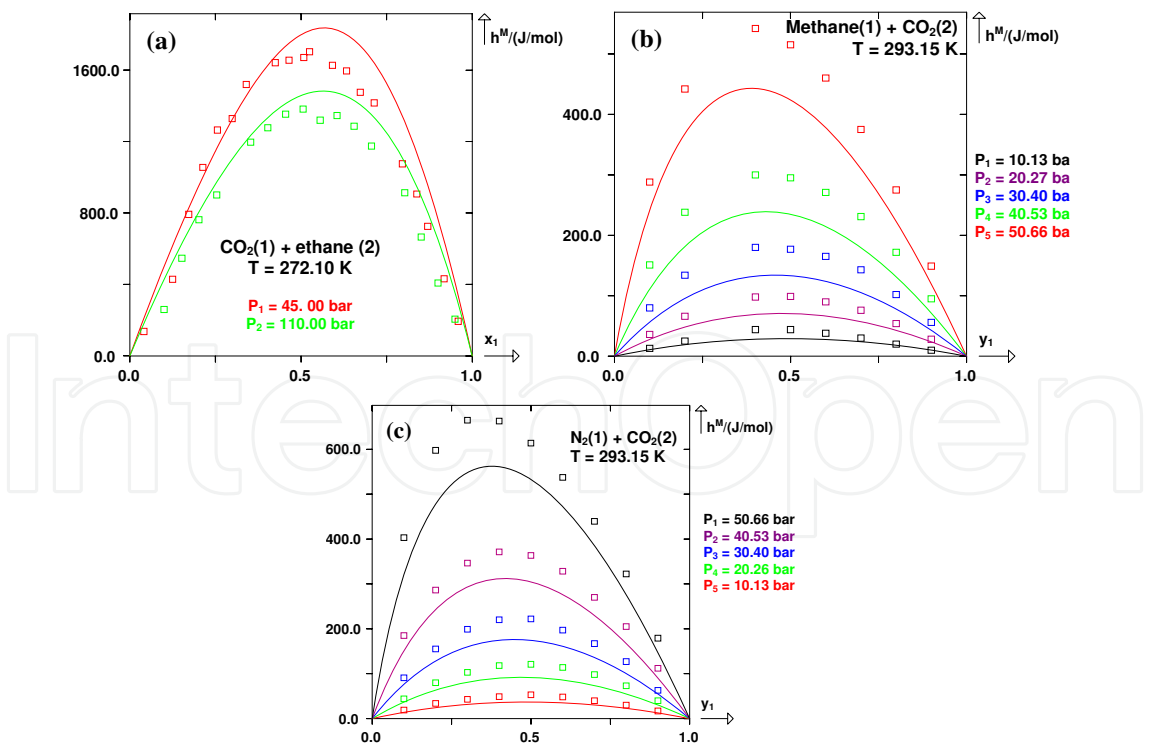 (a)
h^M/(J/mol)
1600.0
800.0
0.0
CO₂(1) + ethane (2)
T = 272.10 K
P₁ = 45. 00 bar
P₂ = 110.00 bar
x₁
0.0
0.5
1.0
(b)
Methane(1) + CO₂(2)
T = 293.15 K
h^M/(J/mol)
400.0
200.0
0.0
P₁ = 10.13 ba
P₂ = 20.27 ba
P₃ = 30.40 ba
P₄ = 40.53 ba
P₅ = 50.66 ba
y₁
0.0
0.5
1.0
(c)
N₂(1) + CO₂(2)
T = 293.15 K
h^M/(J/mol)
600.0
400.0
200.0
0.0
P₁ = 50.66 bar
P₂ = 40.53 bar
P₃ = 30.40 bar
P₄ = 20.26 bar
P₅ = 10.13 bar
y₁
0.0
0.5
1.0
IntechOpen